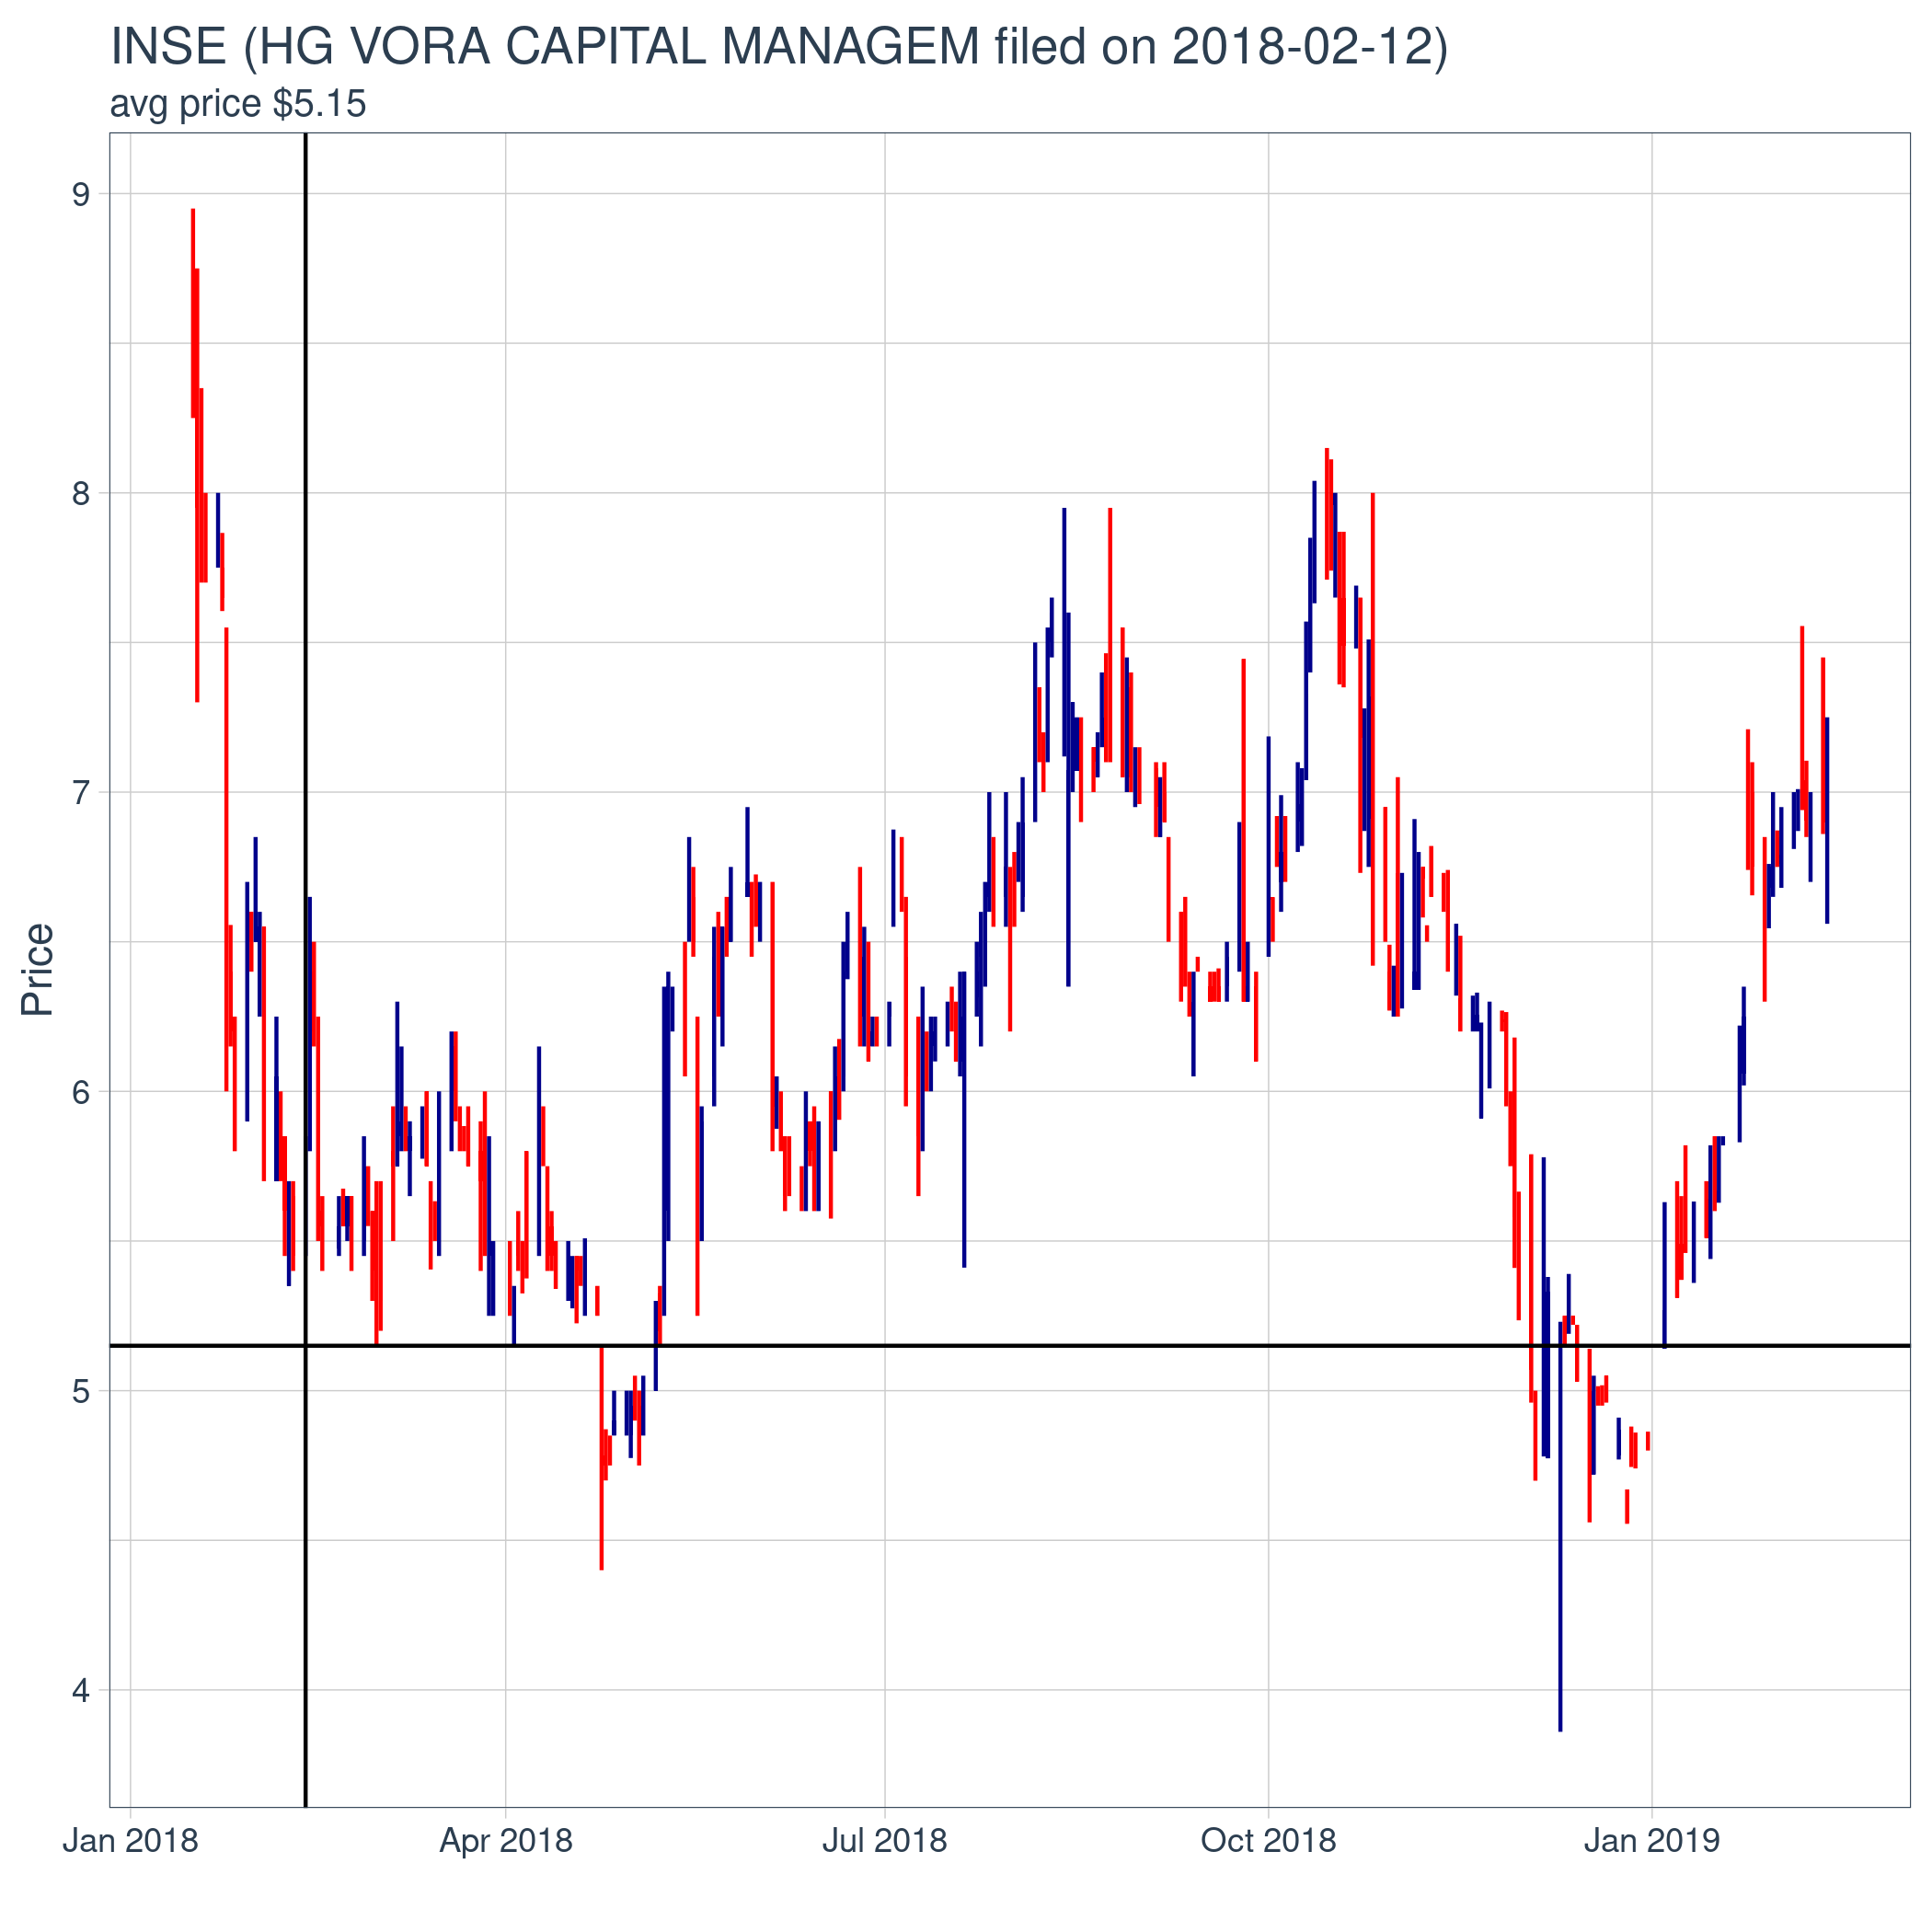 INSE (HG VORA CAPITAL MANAGEM filed on 2018-02-12)
avg price $5.15
9
8
7
6
5
4
Price
Jan 2018
Apr 2018
Jul 2018
Oct 2018
Jan 2019